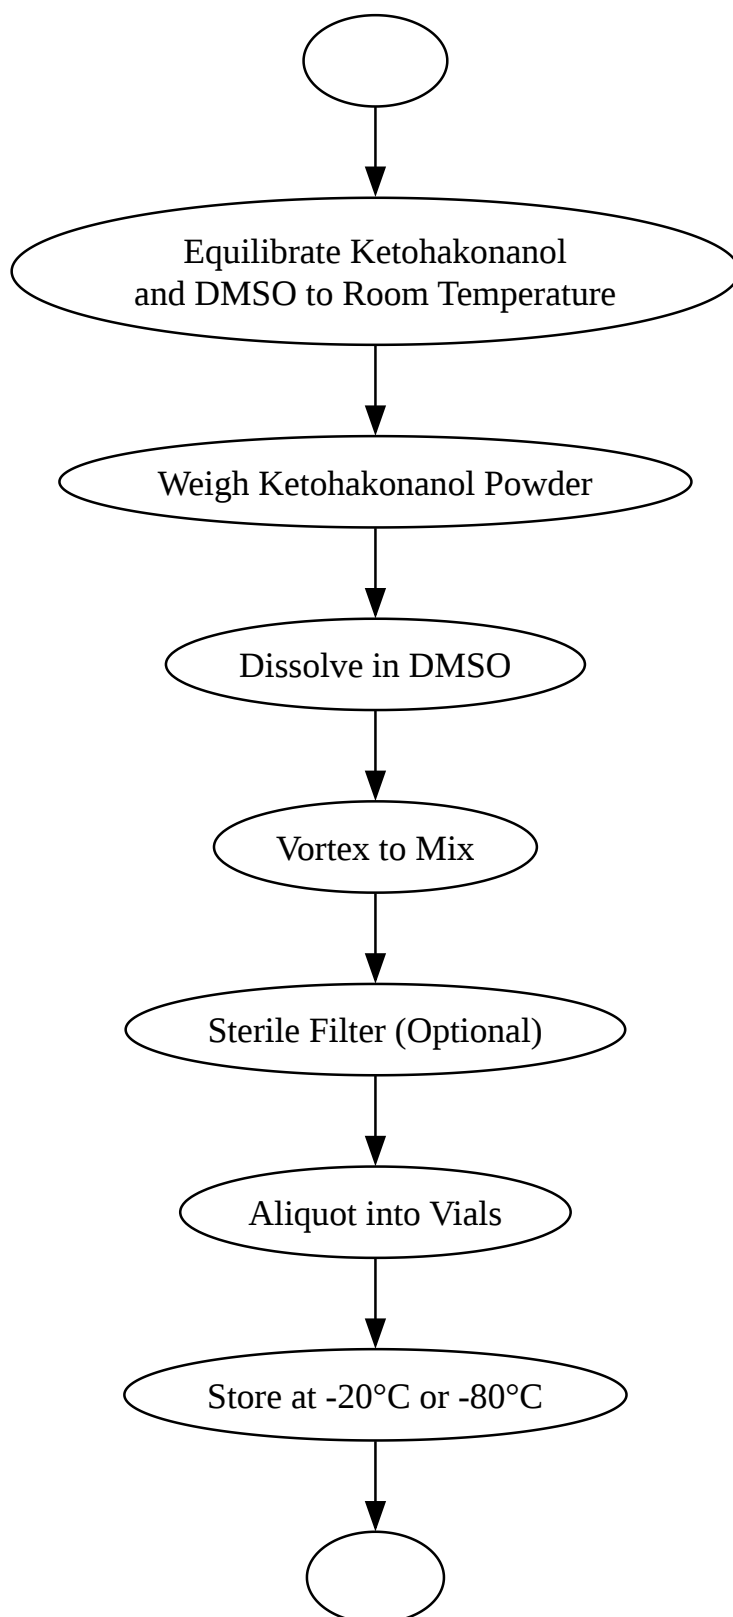 Equilibrate Ketohakonanol
and DMSO to Room Temperature
Weigh Ketohakonanol Powder
Dissolve in DMSO
Vortex to Mix
Sterile Filter (Optional)
Aliquot into Vials
Store at -20°C or -80°C